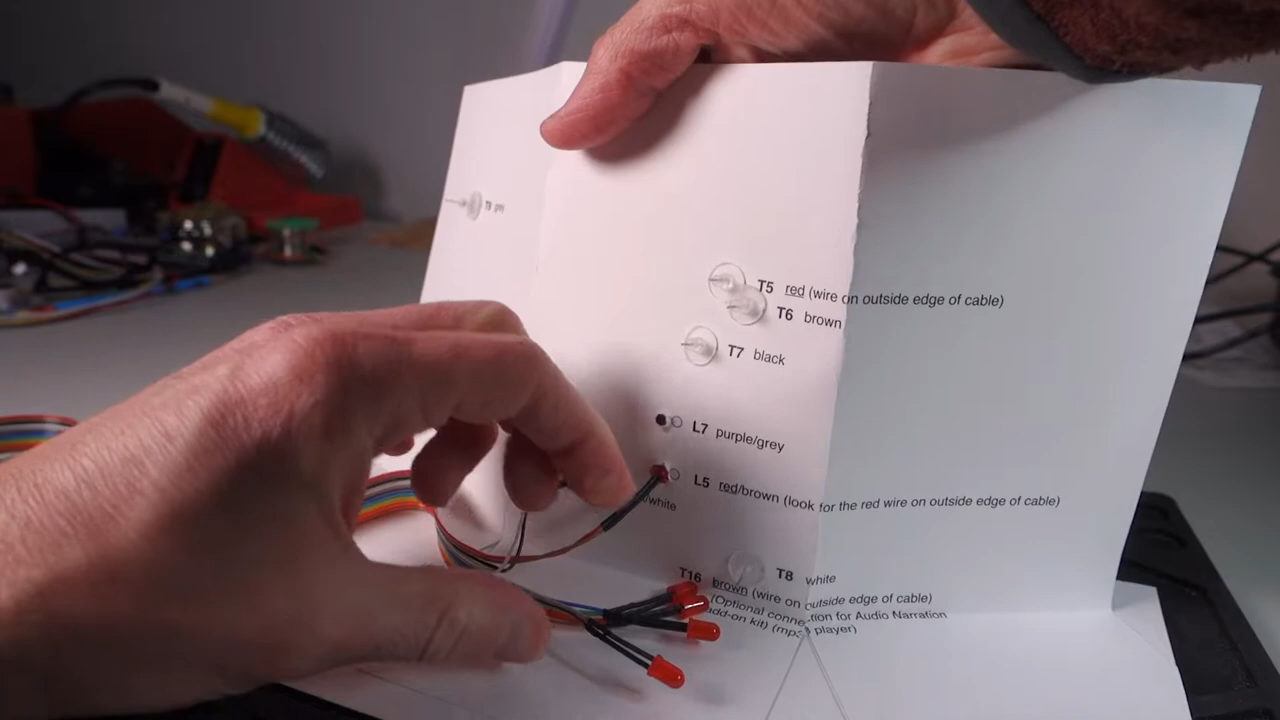 T9 grey
T5 red (wire on outside edge of cable)
T6 brown
T7 black
L7 purple/grey
L5 red/brown (look for the red wire on outside edge of cable)
/white
T8 white
T16 brown (wire on outside edge of cable)
(Optional connection for Audio Narration
add-on kit) (mp3 player)